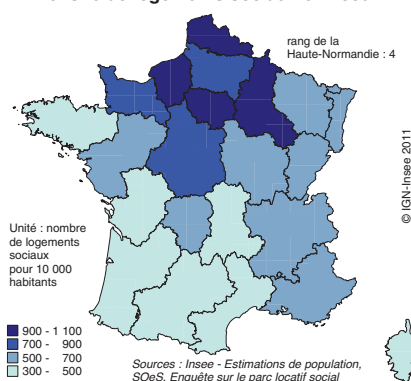 rang de la
Haute-Normandie : 4
© IGN-Insee 2011
Unité : nombre
de logements
sociaux
pour 10 000
habitants
900 - 1 100
700 - 900
500 - 700
300 - 500
Sources : Insee - Estimations de population,
SOeS, Enquête sur le parc locatif social